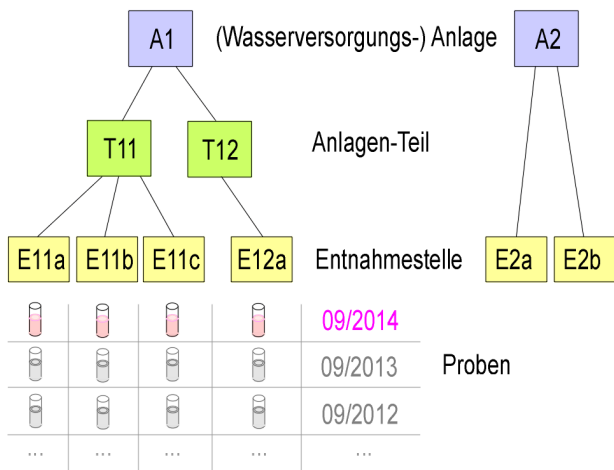 A1 (Wasserversorgungs-) Anlage A2
T11 T12 Anlagen-Teil
E11a E11b E11c E12a Entnahmestelle E2a E2b
09/2014
09/2013 Proben
09/2012
... ... ... ... ...